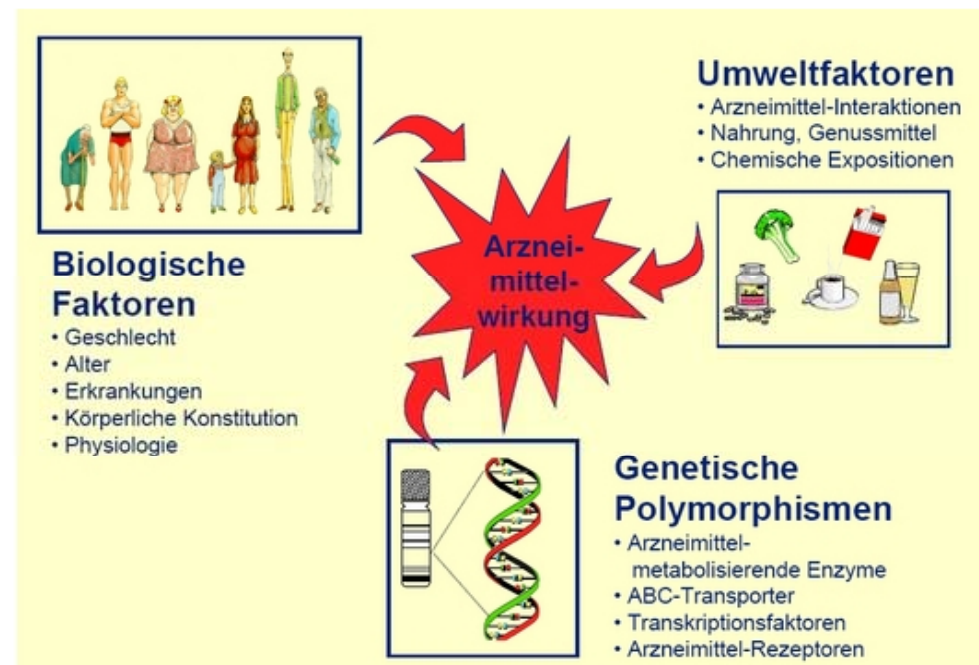 Biologische
Faktoren
• Geschlecht
• Alter
• Erkrankungen
• Körperliche Konstitution
• Physiologie
Arznei-
mittel-
wirkung
Umweltfaktoren
• Arzneimittel-Interaktionen
• Nahrung, Genussmittel
• Chemische Expositionen
Genetische
Polymorphismen
• Arzneimittel-
metabolisierende Enzyme
• ABC-Transporter
• Transkriptionsfaktoren
• Arzneimittel-Rezeptoren